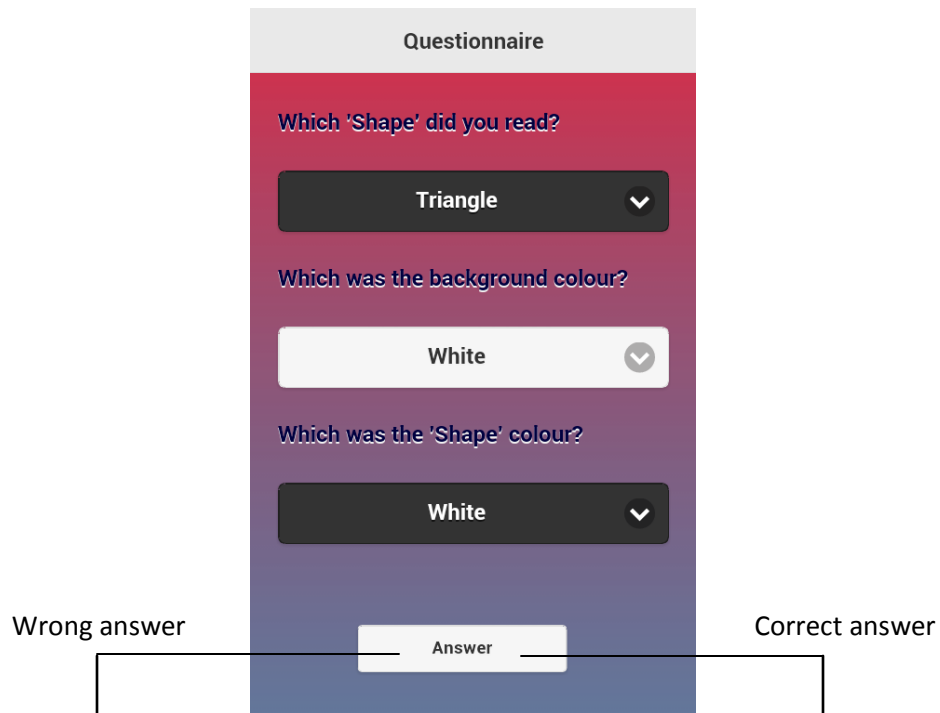 Questionnaire
Which 'Shape' did you read?
Triangle
Which was the background colour?
White
Which was the 'Shape' colour?
White
Wrong answer
Answer
Correct answer